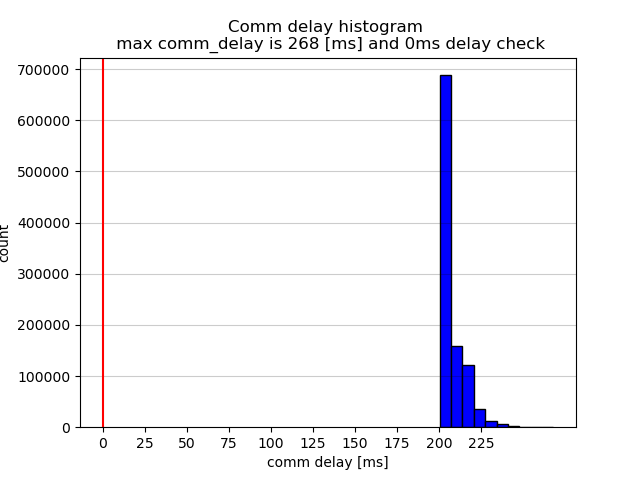 Comm delay histogram
max comm_delay is 268 [ms] and 0ms delay check
700000
600000
500000
400000
300000
200000
100000
0
count
0 25 50 75 100 125 150 175 200 225
comm delay [ms]